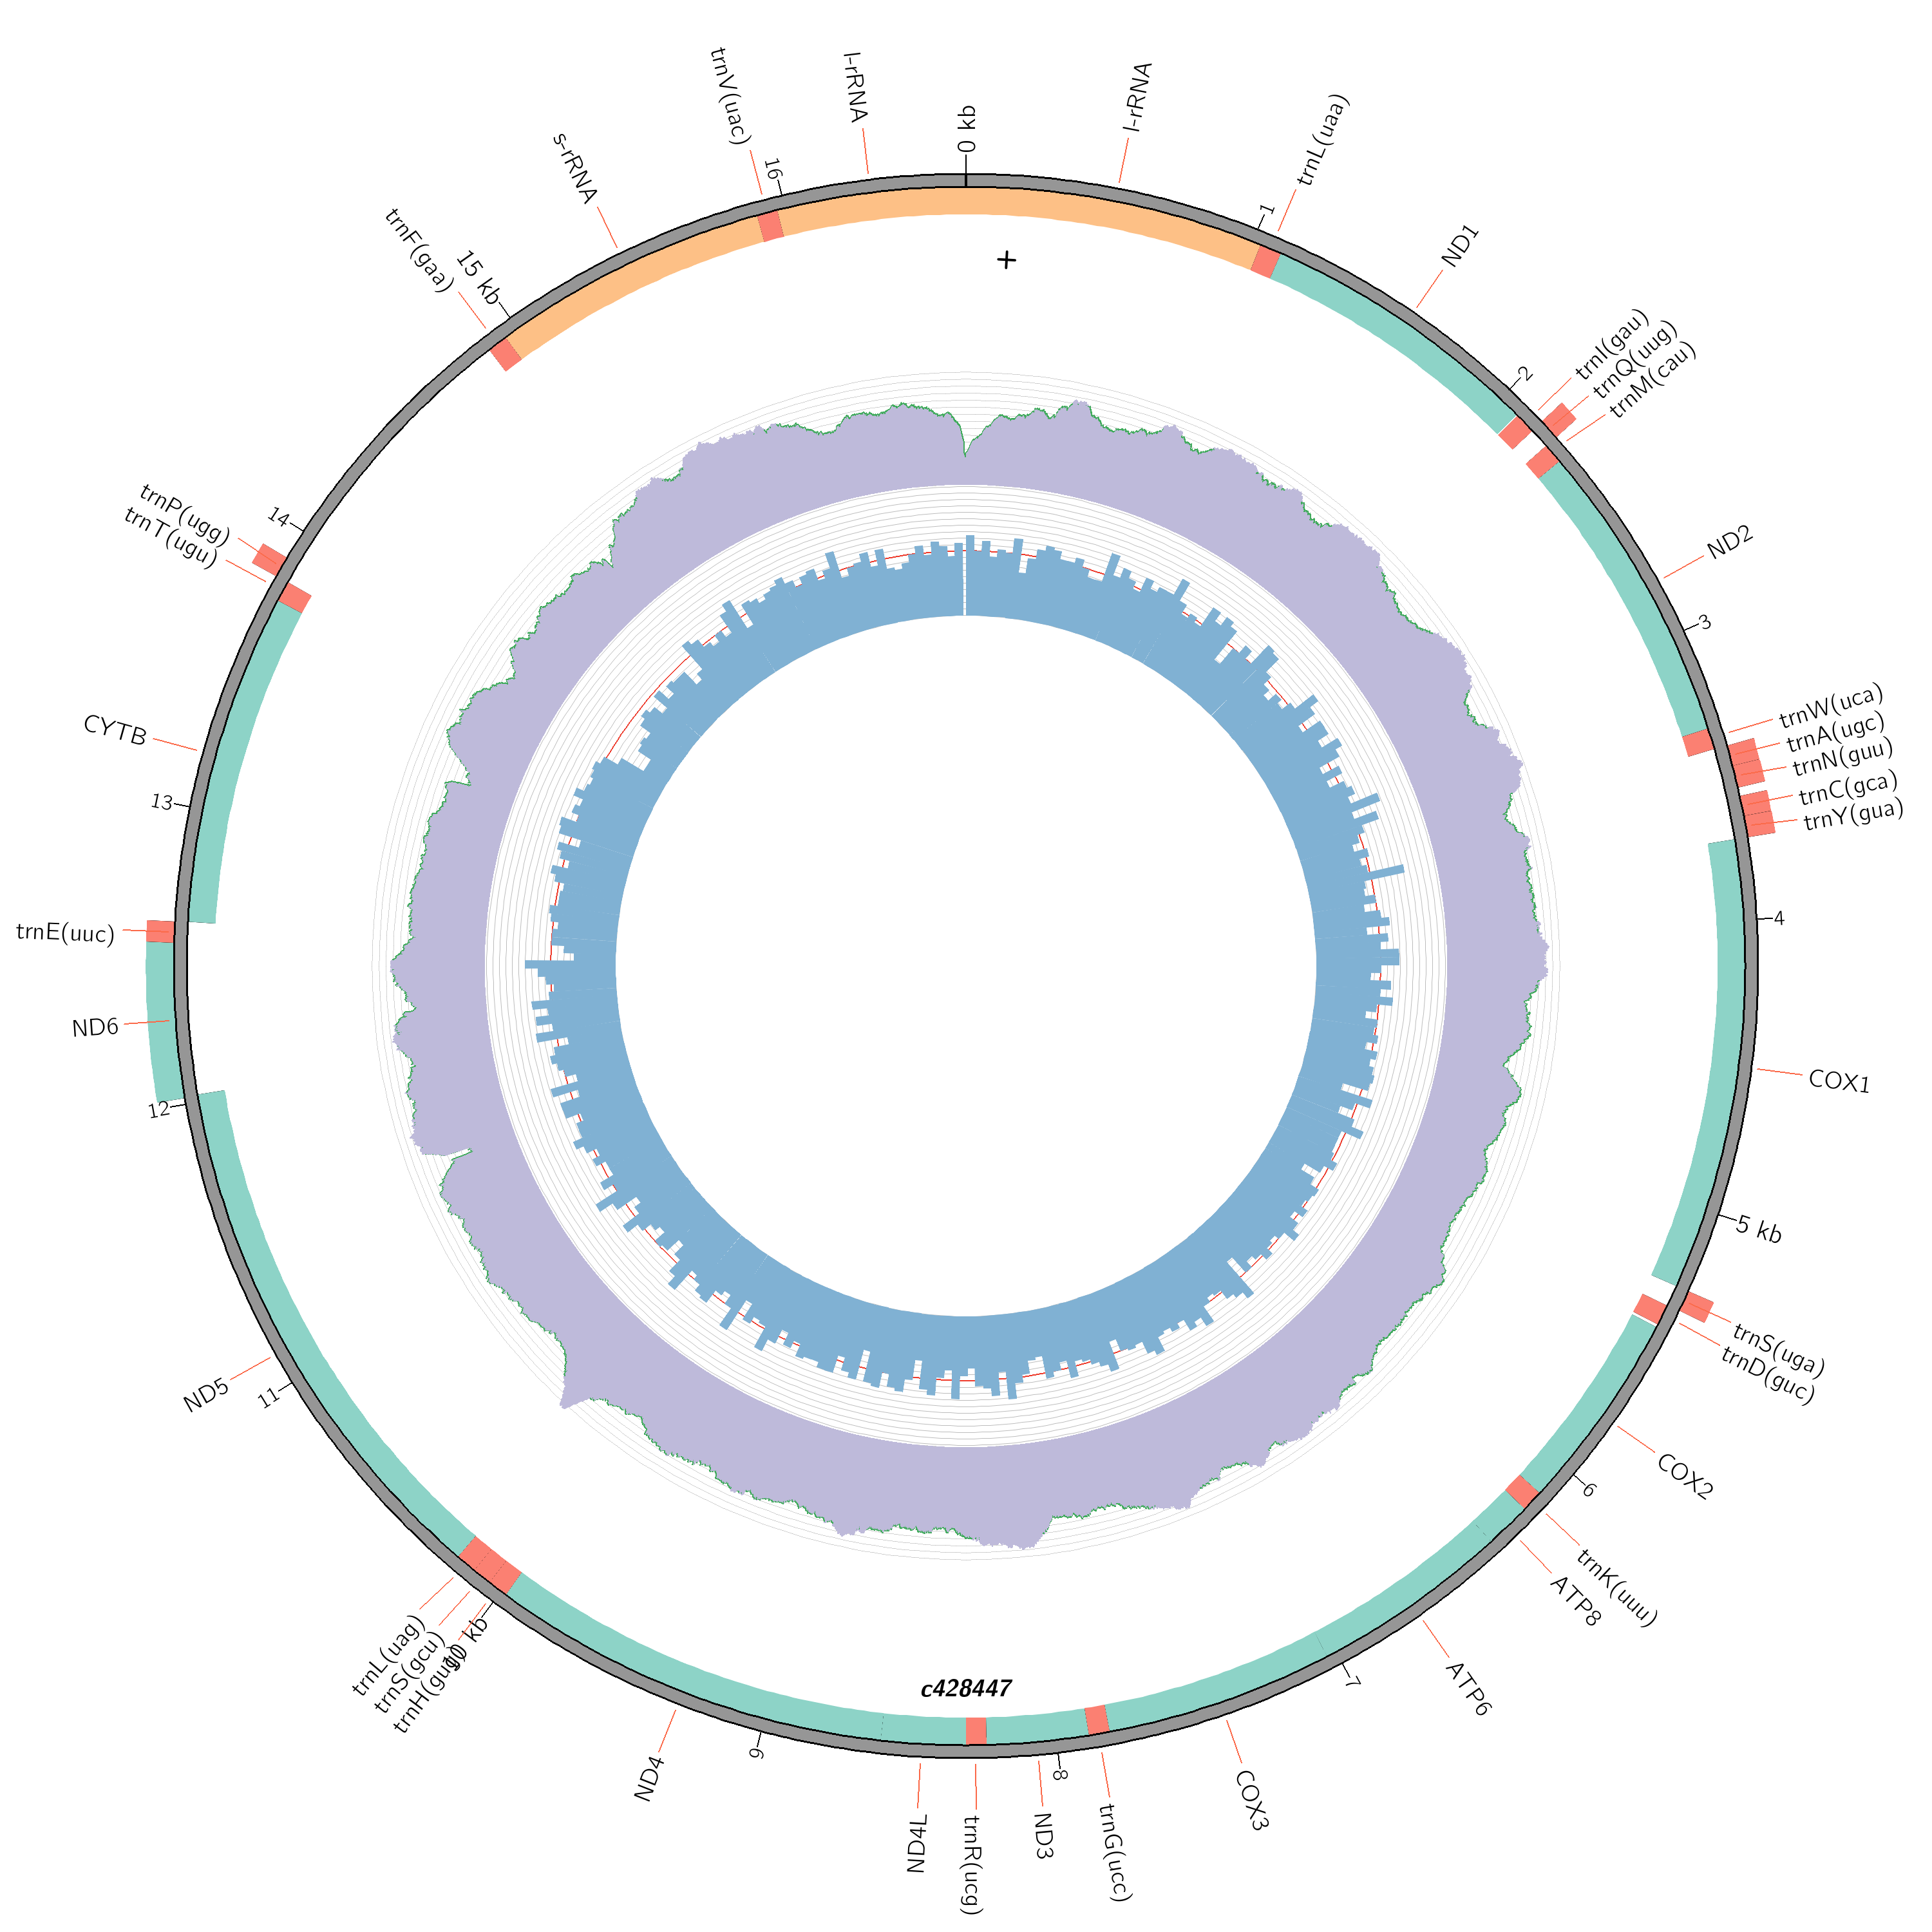 0 kb
l-rRNA
1
trnL(uaa)
ND1
2
trnI(gau)
trnQ(uug)
trnM(cau)
ND2
3
trnW(uca)
trnA(ugc)
trnN(guu)
trnC(gca)
trnY(gua)
4
COX1
5 kb
trnS(uga)
trnD(guc)
COX2
6
trnK(uuu)
ATP8
ATP6
7
COX3
trnG(ucc)
8
ND3
trnR(ucg)
ND4L
9
ND4
10 kb
trnH(gug)
trnS(gcu)
trnL(uag)
11
ND5
12
ND6
trnE(uuc)
13
CYTB
trnT(ugu)
trnP(ugg)
14
trnF(gaa)
15 kb
s-rRNA
trnV(uac)
16
l-rRNA
+
c428447